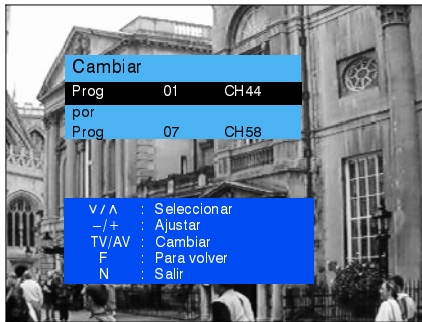 Cambiar
Prog 01 CH44
por
Prog 07 CH58
∨/∧ : Seleccionar
−/+ : Ajustar
TV/AV : Cambiar
F : Para volver
N : Salir